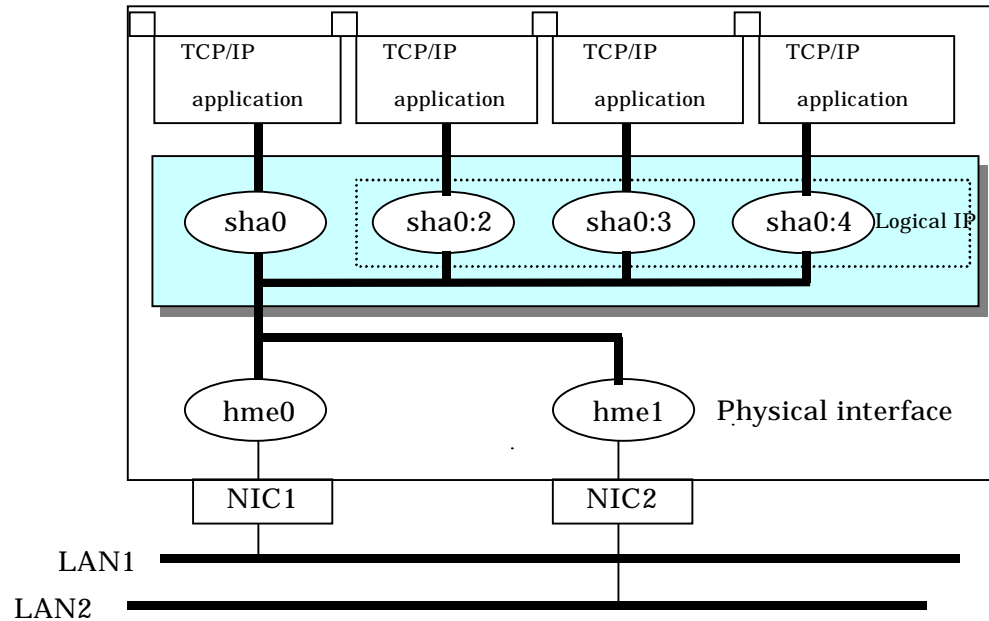 TCP/IP
application
TCP/IP
application
TCP/IP
application
TCP/IP
application
sha0
sha0:2
sha0:3
sha0:4
Logical IP
hme0
hme1
Physical interface
NIC1
NIC2
LAN1
LAN2